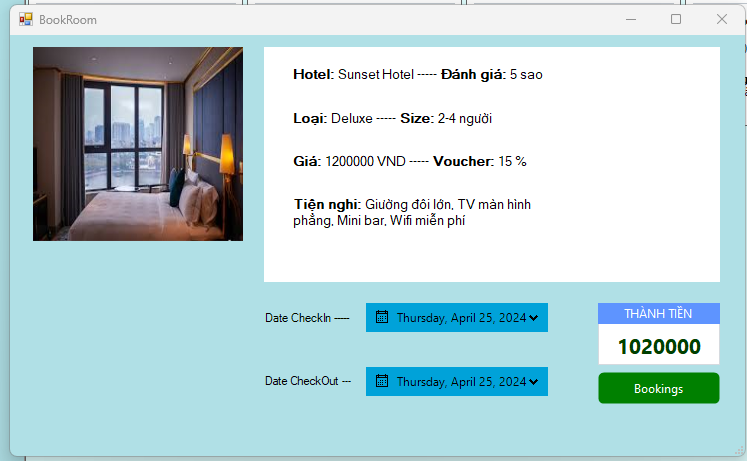 BookRoom
Hotel: Sunset Hotel ----- Đánh giá: 5 sao
Loại: Deluxe ----- Size: 2-4 người
Giá: 1200000 VND ----- Voucher: 15 %
Tiện nghi: Giường đôi lớn, TV màn hình
phẳng, Mini bar, Wifi miễn phí
Date CheckIn -----
Thursday, April 25, 2024
THÀNH TIỀN
1020000
Date CheckOut ---
Thursday, April 25, 2024
Bookings